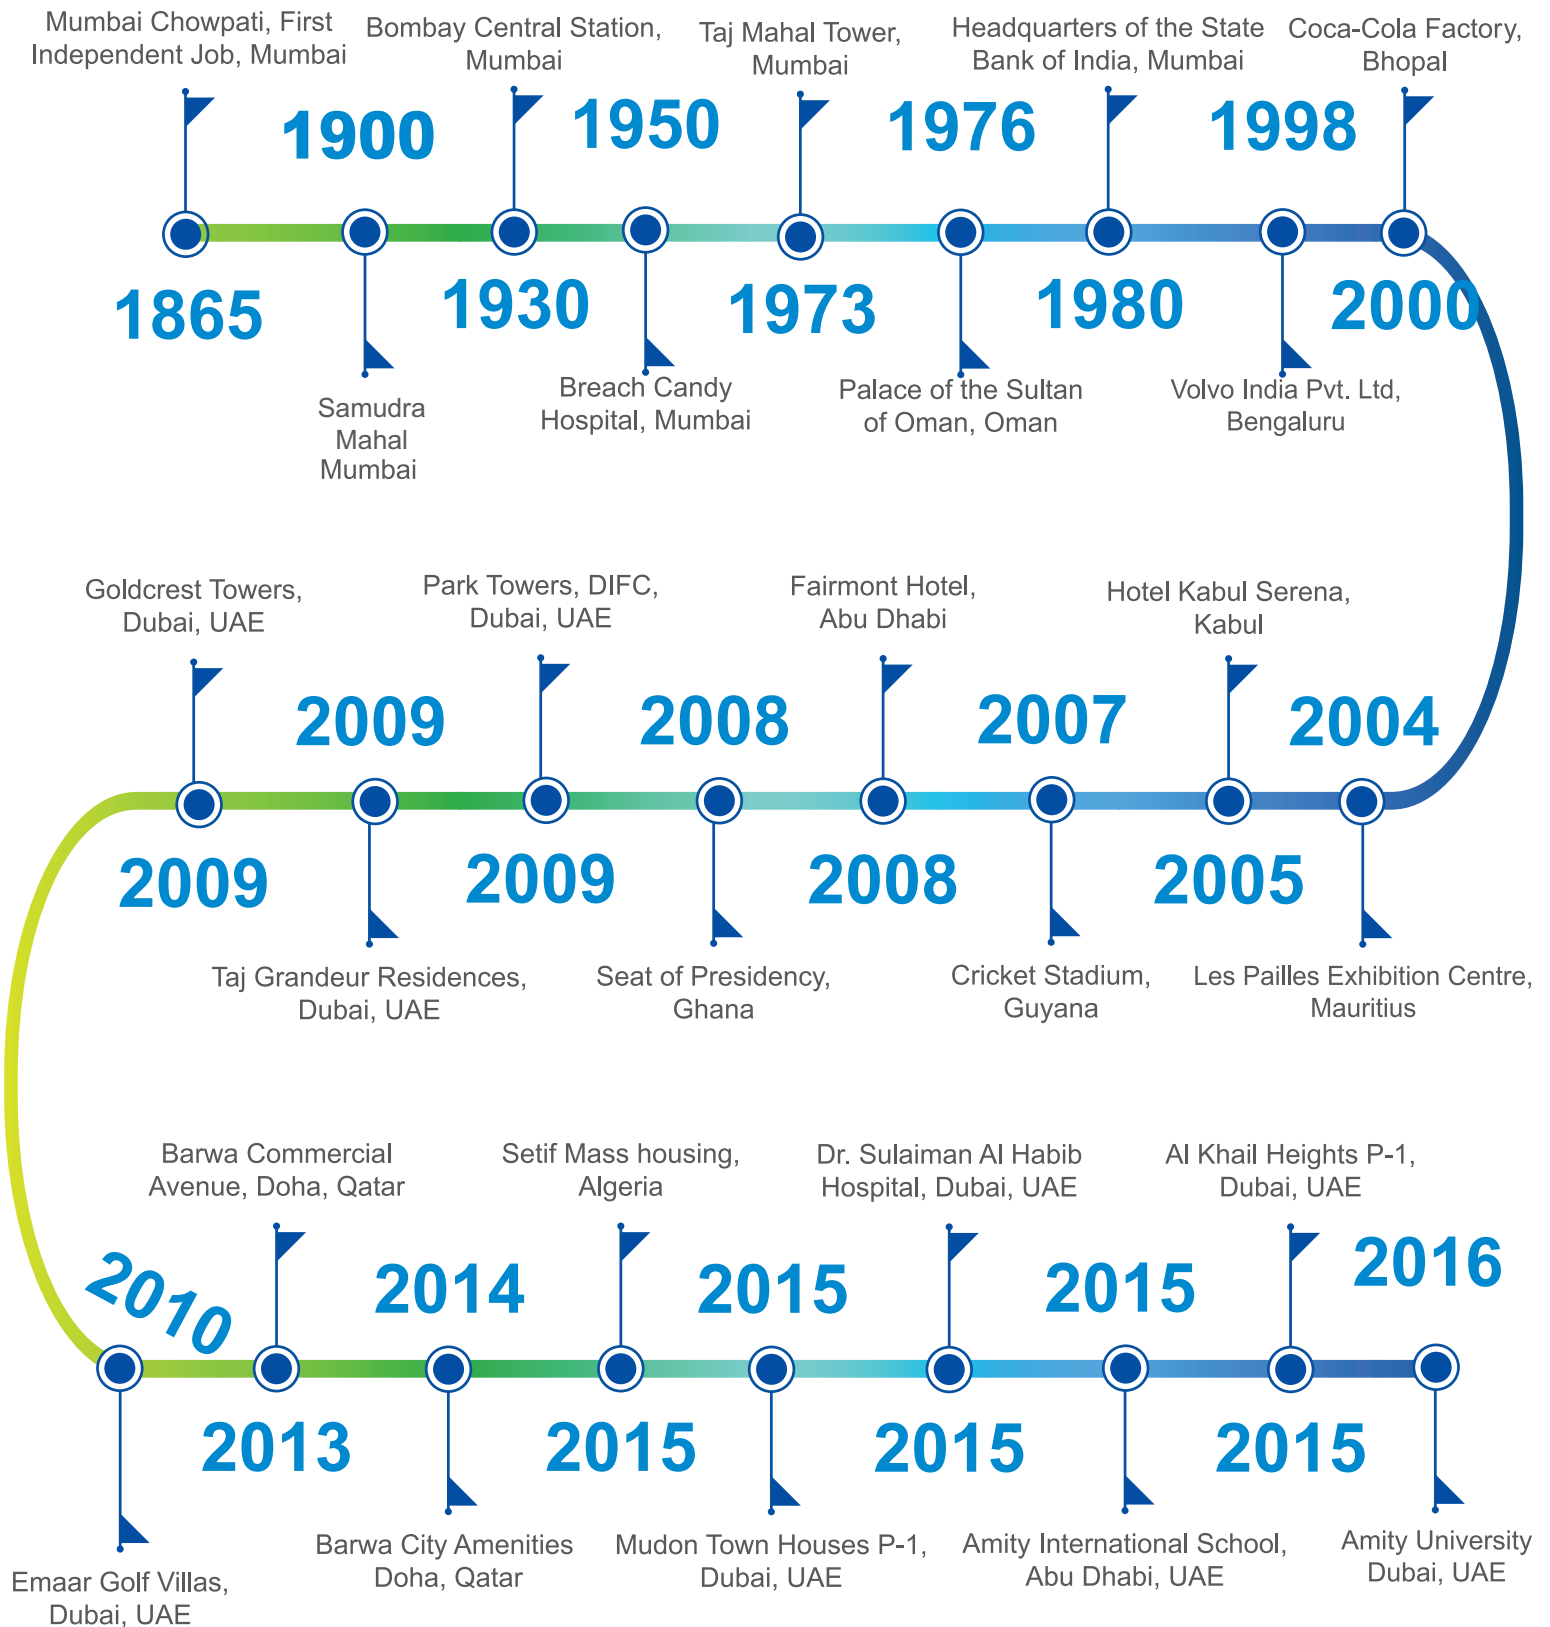 Mumbai Chowpati, First
Independent Job, Mumbai
1865
1900
Samudra
Mahal
Mumbai
Bombay Central Station,
Mumbai
1930
1950
Breach Candy
Hospital, Mumbai
Taj Mahal Tower,
Mumbai
1973
1976
Palace of the Sultan
of Oman, Oman
Headquarters of the State
Bank of India, Mumbai
1980
1998
Volvo India Pvt. Ltd,
Bengaluru
Coca-Cola Factory,
Bhopal
2000
2004
Les Pailles Exhibition Centre,
Mauritius
Hotel Kabul Serena,
Kabul
2005
2007
Cricket Stadium,
Guyana
Fairmont Hotel,
Abu Dhabi
2008
2008
Seat of Presidency,
Ghana
Park Towers, DIFC,
Dubai, UAE
2009
2009
Taj Grandeur Residences,
Dubai, UAE
Goldcrest Towers,
Dubai, UAE
2009
2010
Emaar Golf Villas,
Dubai, UAE
Barwa Commercial
Avenue, Doha, Qatar
2013
2014
Barwa City Amenities
Doha, Qatar
Setif Mass housing,
Algeria
2015
2015
Mudon Town Houses P-1,
Dubai, UAE
Dr. Sulaiman Al Habib
Hospital, Dubai, UAE
2015
2015
Amity International School,
Abu Dhabi, UAE
Al Khail Heights P-1,
Dubai, UAE
2015
2016
Amity University
Dubai, UAE